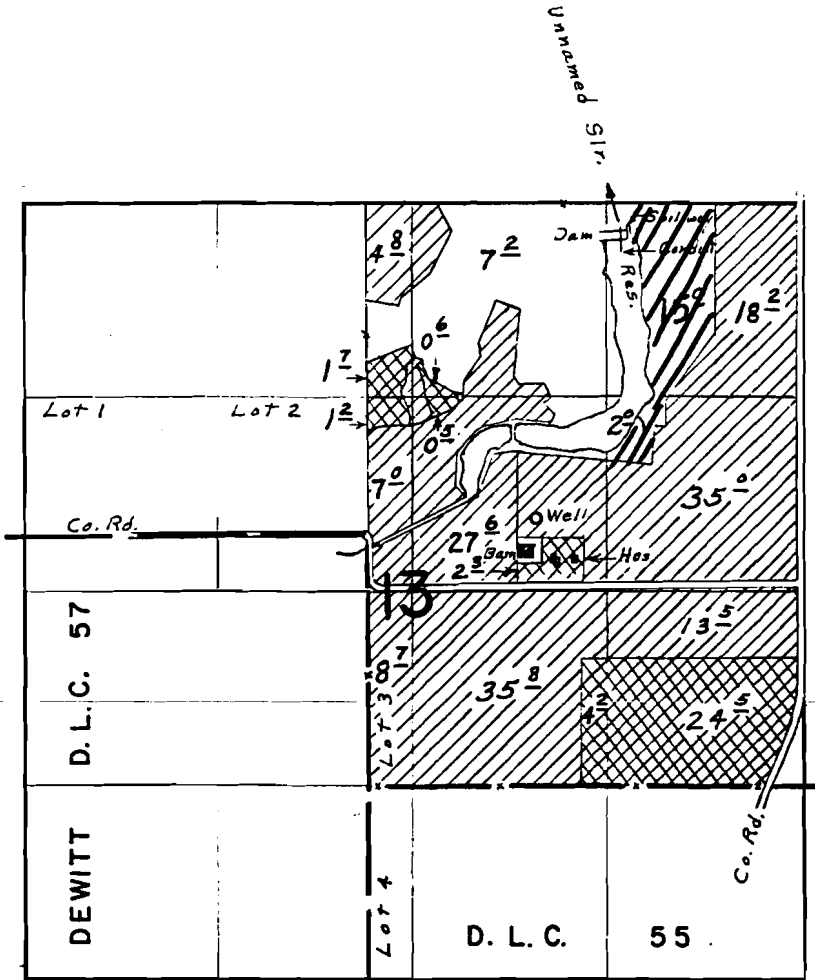 Unnamed Str.
Spillway
Dam
Conduit
Res.
4 8
7 2
15 0
18 2
0 6
1 7
Lot 1
Lot 2
1 2
0 5
2 0
7 0
35 0
Co. Rd.
27 6
Well
Barn
Hos
2 3
13
13 5
D. L. C. 57
8 7
Lot 3
35 8
4 2
24 5
Co. Rd.
DEWITT
Lot 4
D. L. C. 55